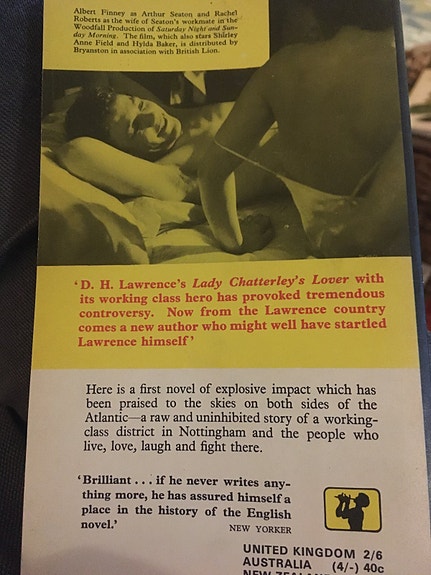 Albert Finney as Arthur Seaton and Rachel
Roberts as the wife of Seaton's workmate in the
Woodfall Production of Saturday Night and Sun-
day Morning. The film, which also stars Shirley
Anne Field and Hylda Baker, is distributed by
Bryanston in association with British Lion.
'D. H. Lawrence's Lady Chatterley's Lover with
its working class hero has provoked tremendous
controversy. Now from the Lawrence country
comes a new author who might well have startled
Lawrence himself'
Here is a first novel of explosive impact which has
been praised to the skies on both sides of the
Atlantic—a raw and uninhibited story of a working-
class district in Nottingham and the people who
live, love, laugh and fight there.
'Brilliant . . . if he never writes any-
thing more, he has assured himself a
place in the history of the English
novel.'
NEW YORKER
UNITED KINGDOM 2/6
AUSTRALIA (4/-) 40c
NEW ZEALAND